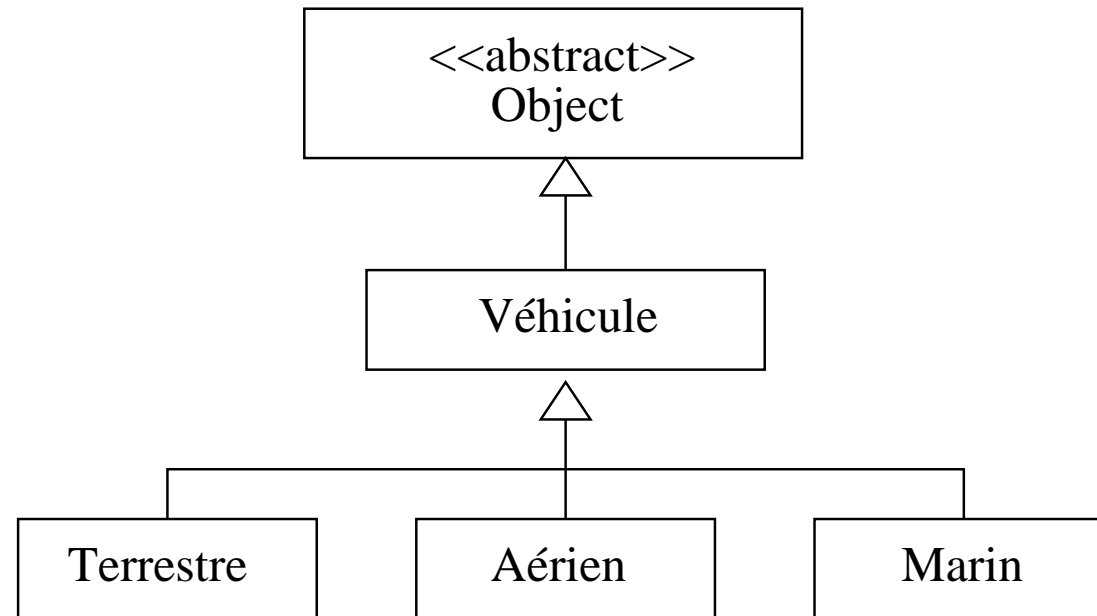 <<abstract>>
Object
Véhicule
Terrestre
Aérien
Marin